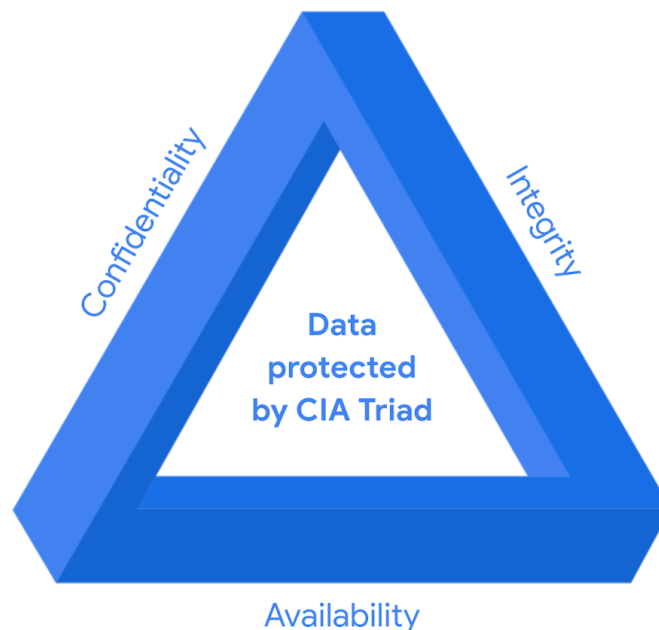 Confidentiality
Integrity
Data
protected
by CIA Triad
Availability